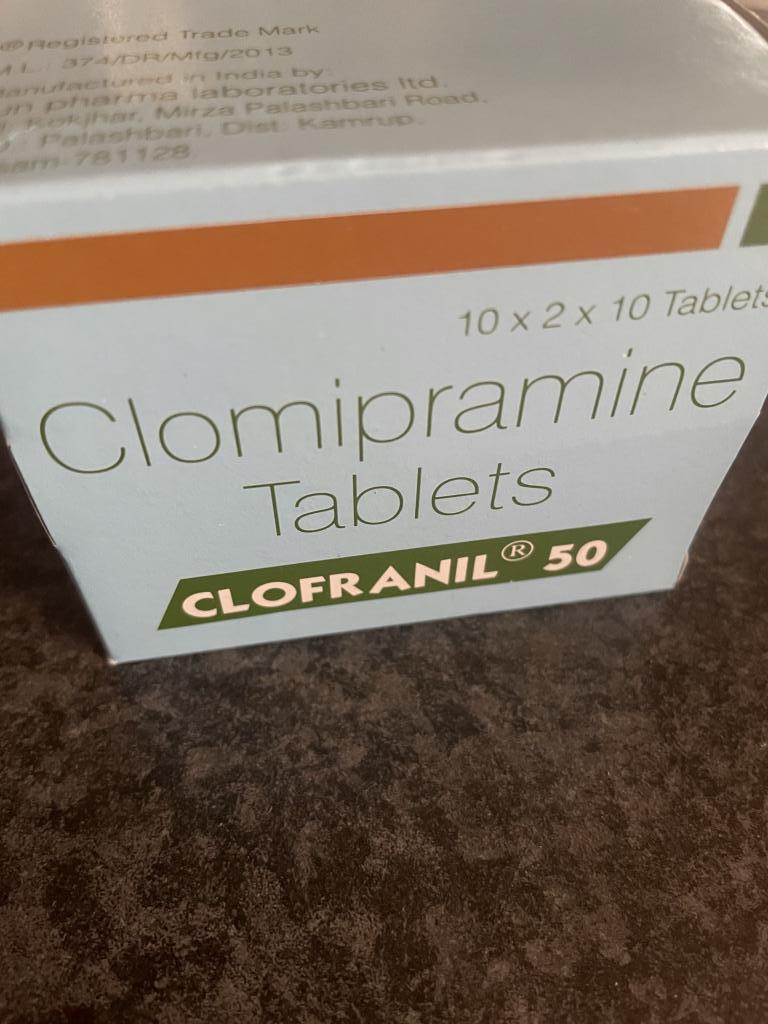 ®Registered Trade Mark
374/DR/Mfg/2013
in India by:
pharma laboratories ltd.
Kokjhar, Mirza Palashbari Road,
Palashbari, Dist: Kamrup,
781128
10 x 2 x 10 Tablets
Clomipramine
Tablets
CLOFRANIL® 50